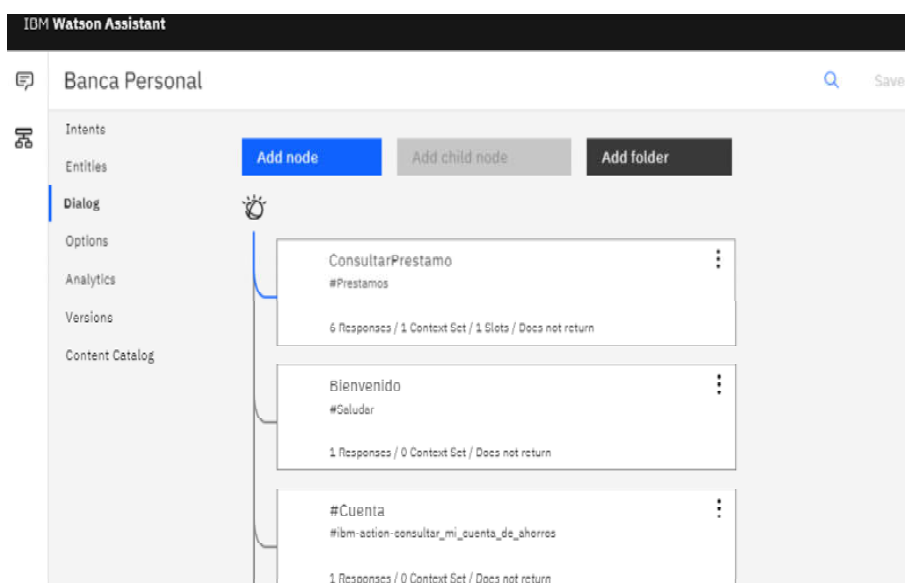 IBM Watson Assistant
Banca Personal
Save
Intents
Entities
Dialog
Options
Analytics
Versions
Content Catalog
Add node
Add child node
Add folder
ConsultarPrestamo
#Prestamos
6 Responses / 1 Context Set / 1 Slots / Does not return
Bienvenido
#Saludar
1 Responses / 0 Context Set / Does not return
#Cuenta
#ibm-action-consultar_mi_cuenta_de_ahorros
1 Responses / 0 Context Set / Does not return